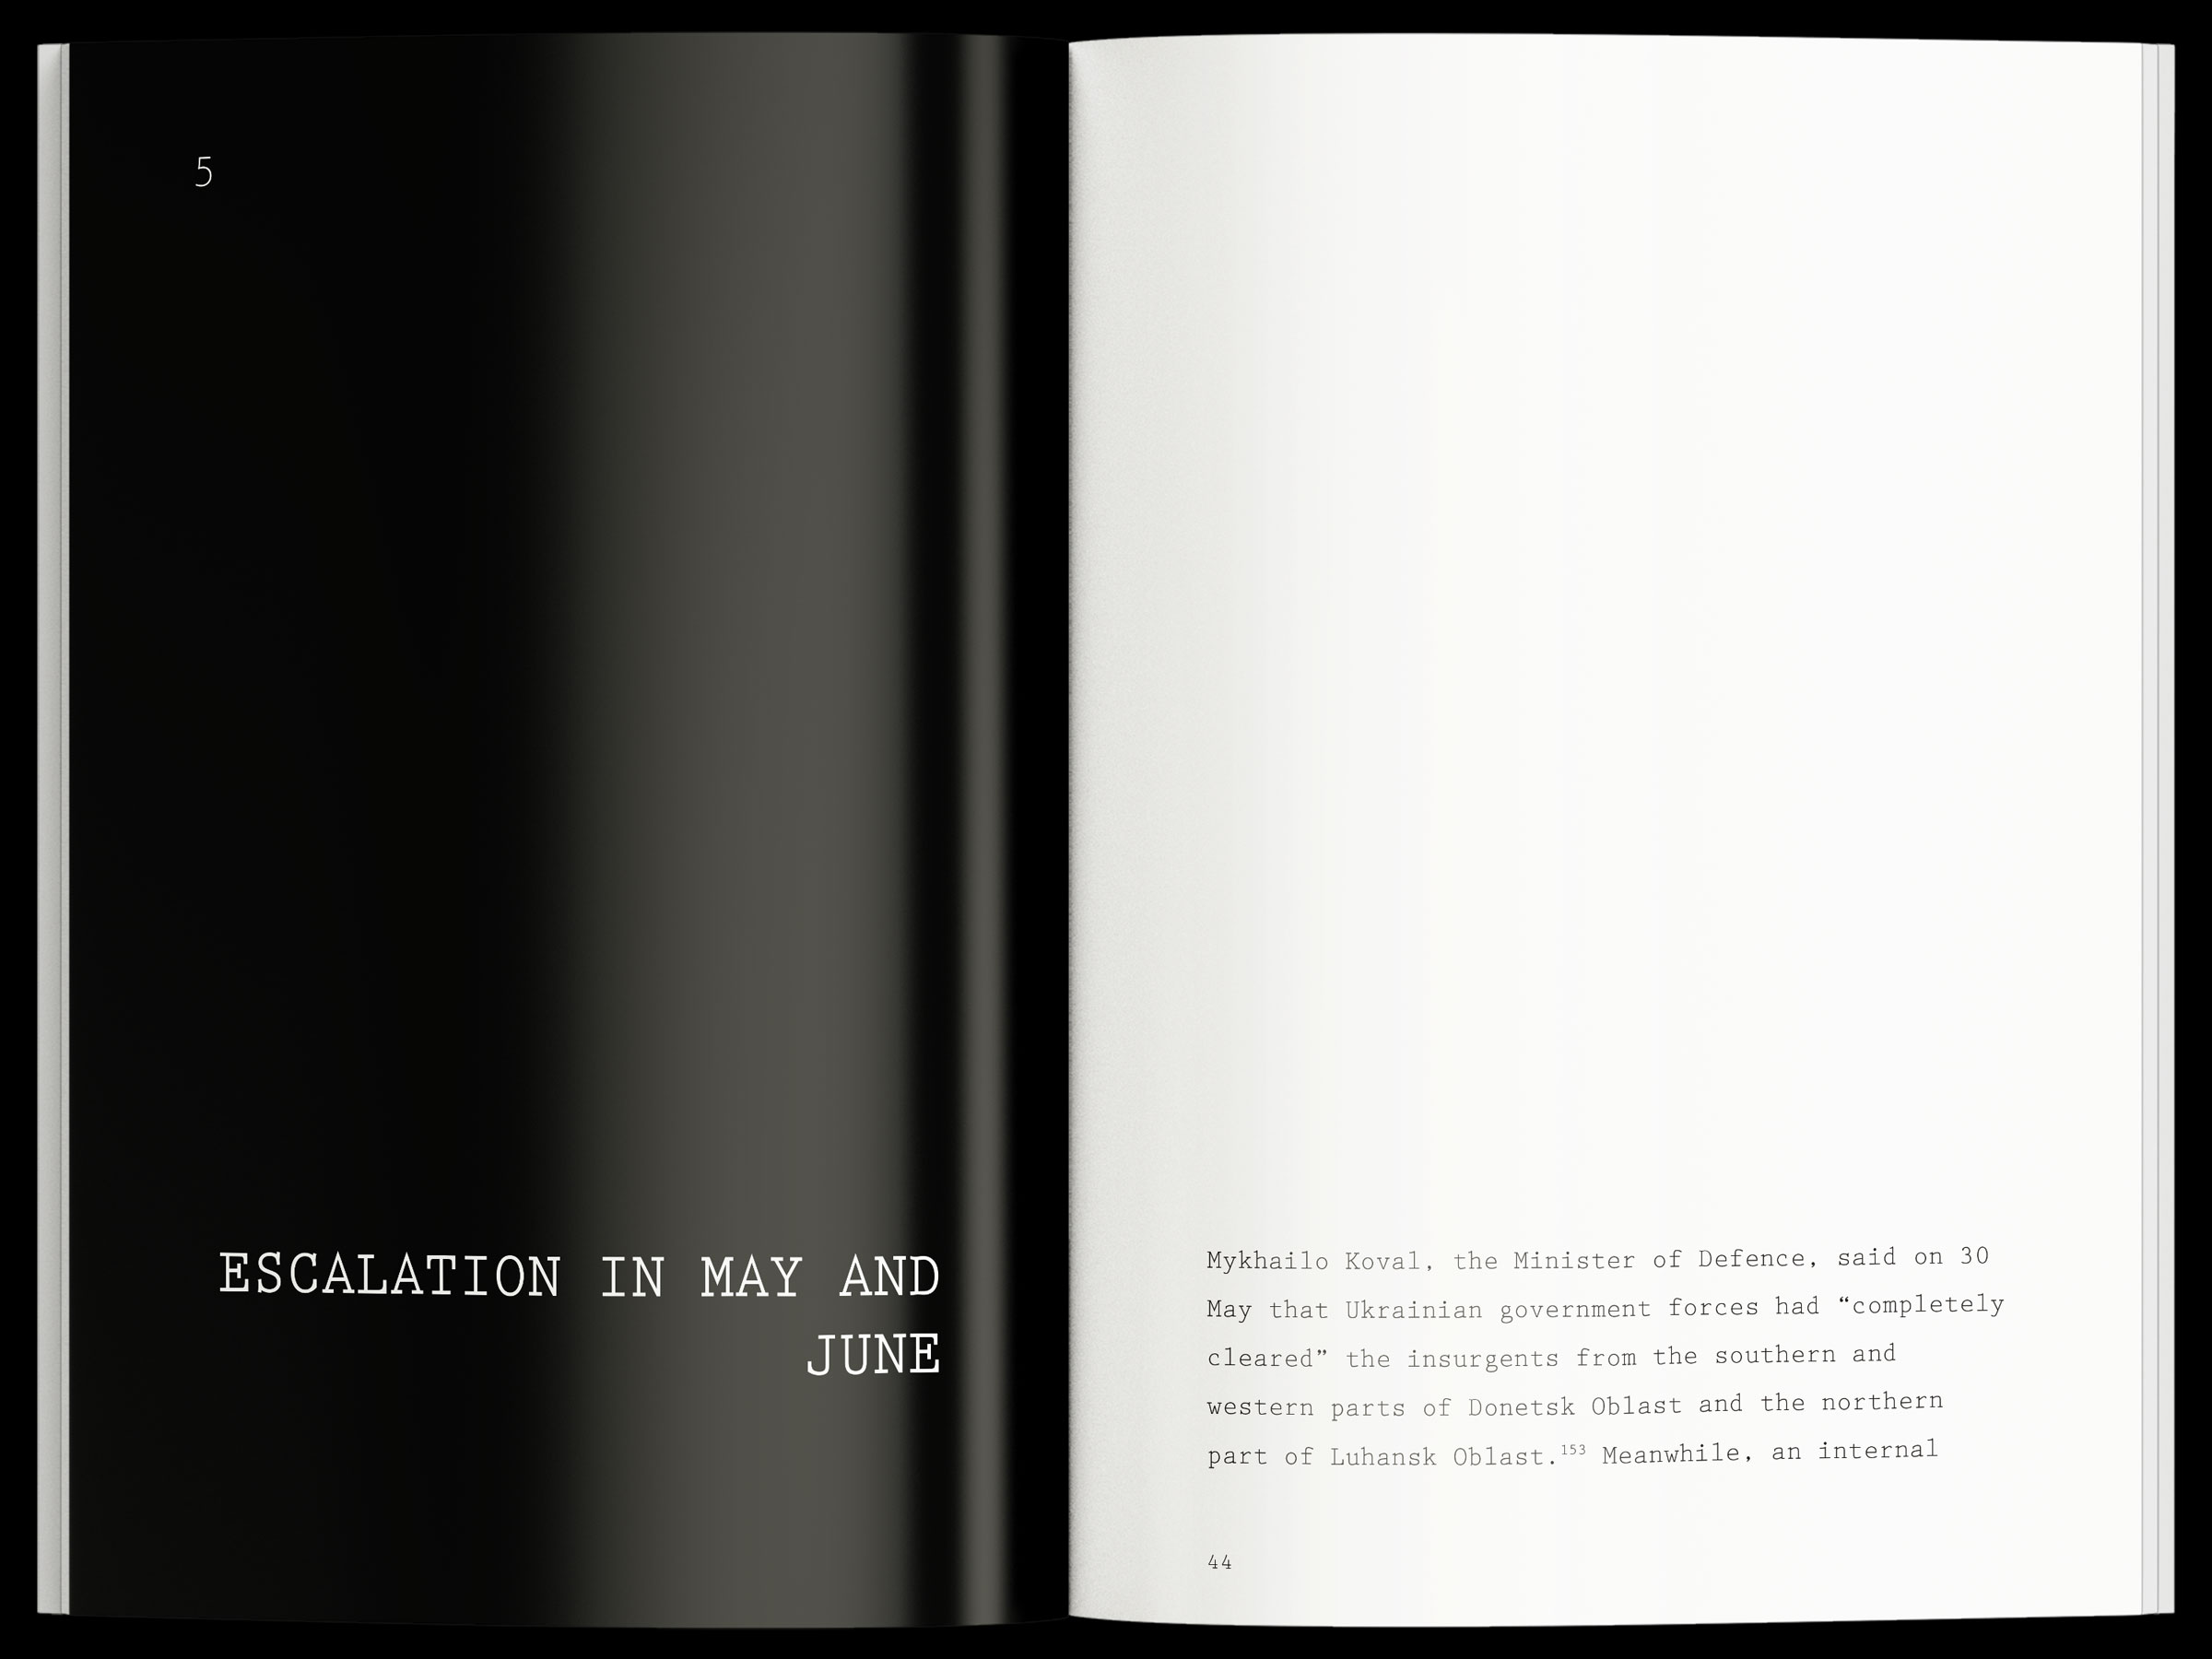 5
ESCALATION IN MAY AND
JUNE
Mykhailo Koval, the Minister of Defence, said on 30
May that Ukrainian government forces had “completely
cleared” the insurgents from the southern and
western parts of Donetsk Oblast and the northern
part of Luhansk Oblast.153 Meanwhile, an internal
44